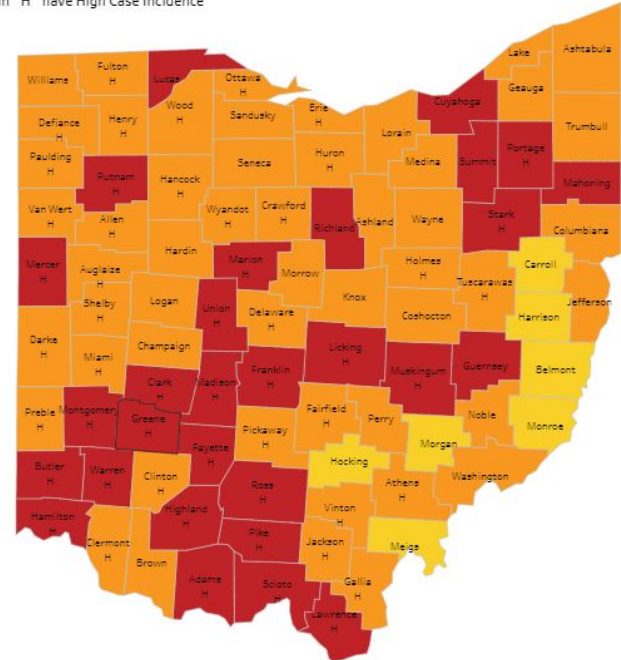 in "H" have High Case Incidence
Ashtabula
Lake
Fulton
H
Lucas
Ottawa
H
Williams
Geauga
Cuyahoga
H
Wood
H
Erie
H
Sandusky
Henry
H
Defiance
H
Lorain
Trumbull
Portage
H
Huron
H
Paulding
H
Seneca
Medina
Summit
Putnam
H
Hancock
H
Mahoning
Van Wert
H
Allen
H
Wyandot
H
Crawford
H
Richland
H
Ashland
Wayne
Stark
H
Columbiana
Hardin
Marion
H
Morrow
Holmes
H
Carroll
Mercer
H
Auglaize
H
Tuscarawas
H
Knox
Logan
Shelby
H
Union
H
Delaware
H
Coshocton
Harrison
Jefferson
Darke
H
Champaign
Miami
H
Licking
H
Guernsey
H
Belmont
Franklin
H
Muskingum
H
Clark
H
Madison
H
Preble
H
Montgomery
H
Greene
H
Fairfield
H
Perry
Noble
Monroe
Pickaway
H
Morgan
Fayette
H
Butler
H
Warren
H
Clinton
H
Hocking
Washington
Athens
H
Ross
H
Highland
H
Vinton
Hamilton
H
Pike
H
Jackson
H
Clermont
H
Meigs
Brown
Adams
H
Scioto
H
Gallia
H
Lawrence
H